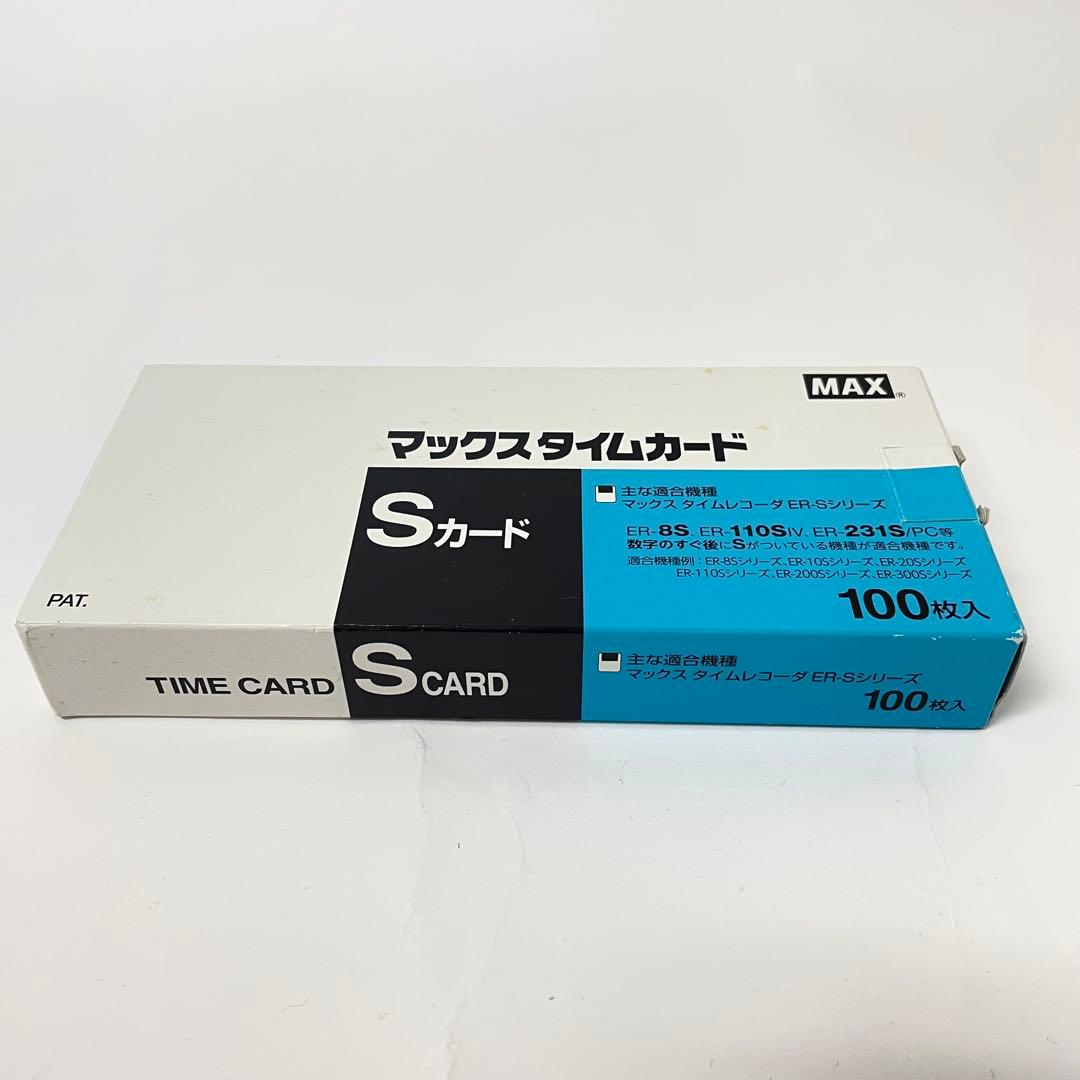 MAX®
マックス タイムカード
Sカード
主な適合機種
マックス タイムレコーダ ER-Sシリーズ
ER-8S、ER-110SⅣ、ER-231S/PC等
数字のすぐ後にSがついている機種が適合機種です。
適合機種例：ER-8Sシリーズ、ER-10Sシリーズ、ER-20Sシリーズ
ER-110Sシリーズ、ER-200Sシリーズ、ER-300Sシリーズ
100枚入
PAT.
TIME CARD
S CARD
主な適合機種
マックス タイムレコーダ ER-Sシリーズ
100枚入